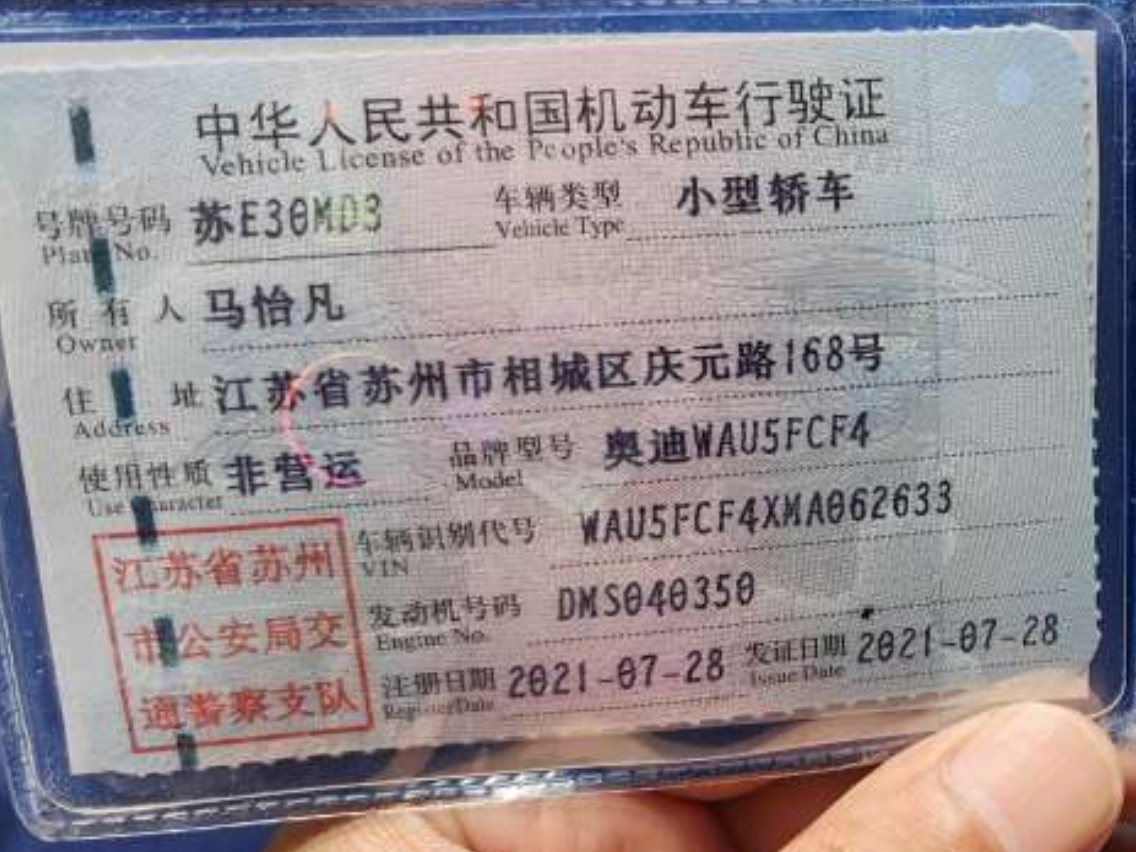 中华人民共和国机动车行驶证
Vehicle License of the People's Republic of China
号牌号码 苏E30MD3 车辆类型 小型轿车
Plate No. Vehicle Type
所有人 马怡凡
Owner
住址 江苏省苏州市相城区庆元路168号
Address
使用性质 非营运 品牌型号 奥迪WAU5FCF4
Use Character Model
车辆识别代号 WAU5FCF4XMA062633
VIN
发动机号码 DMS040350
Engine No.
注册日期 2021-07-28 发证日期 2021-07-28
Register Date Issue Date
江苏省苏州
市公安局交
通警察支队